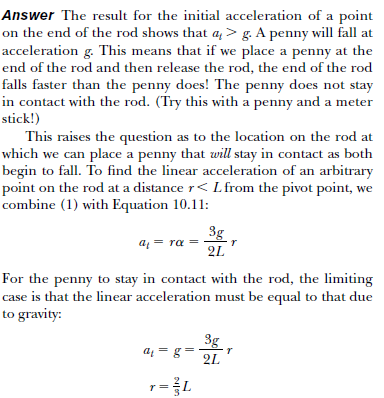 Answer The result for the initial acceleration of a point
on the end of the rod shows that aₜ > g. A penny will fall at
acceleration g. This means that if we place a penny at the
end of the rod and then release the rod, the end of the rod
falls faster than the penny does! The penny does not stay
in contact with the rod. (Try this with a penny and a meter
stick!)
This raises the question as to the location on the rod at
which we can place a penny that will stay in contact as both
begin to fall. To find the linear acceleration of an arbitrary
point on the rod at a distance r < L from the pivot point, we
combine (1) with Equation 10.11:
aₜ = rα = 3g/2L r
For the penny to stay in contact with the rod, the limiting
case is that the linear acceleration must be equal to that due
to gravity:
aₜ = g = 3g/2L r
r = 2/3 L